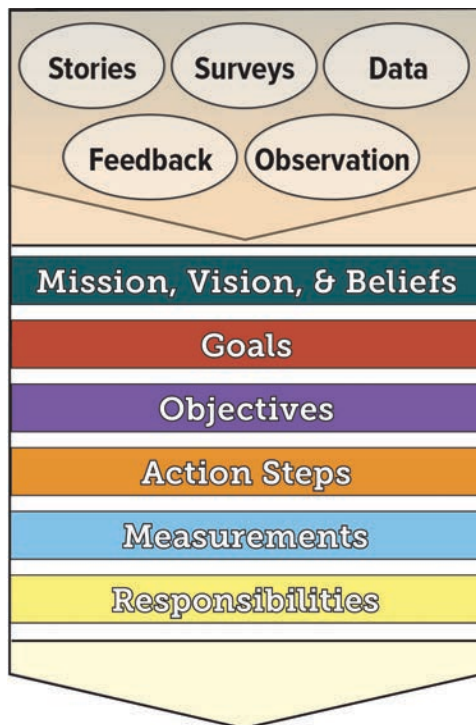 Stories Surveys Data
Feedback Observation
Mission, Vision, & Beliefs
Goals
Objectives
Action Steps
Measurements
Responsibilities